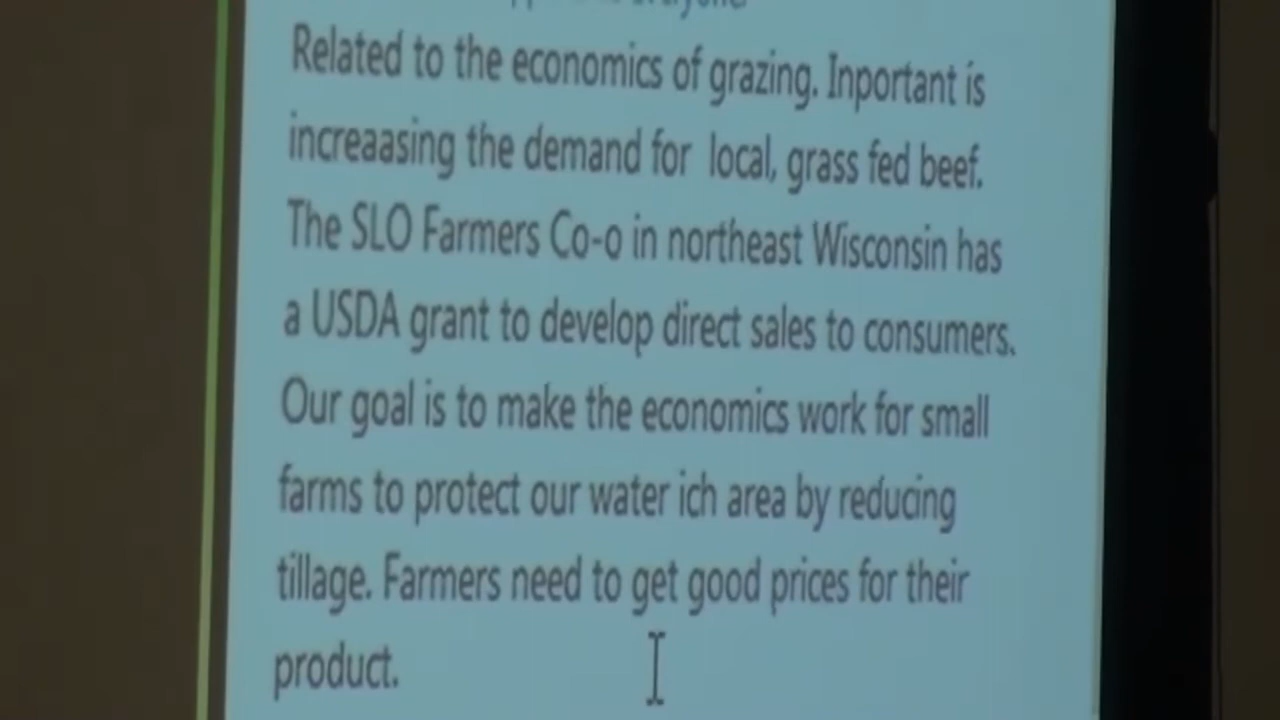 Related to the economics of grazing. Inportant is
increaasing the demand for local, grass fed beef.
The SLO Farmers Co-o in northeast Wisconsin has
a USDA grant to develop direct sales to consumers.
Our goal is to make the economics work for small
farms to protect our water ich area by reducing
tillage. Farmers need to get good prices for their
product.